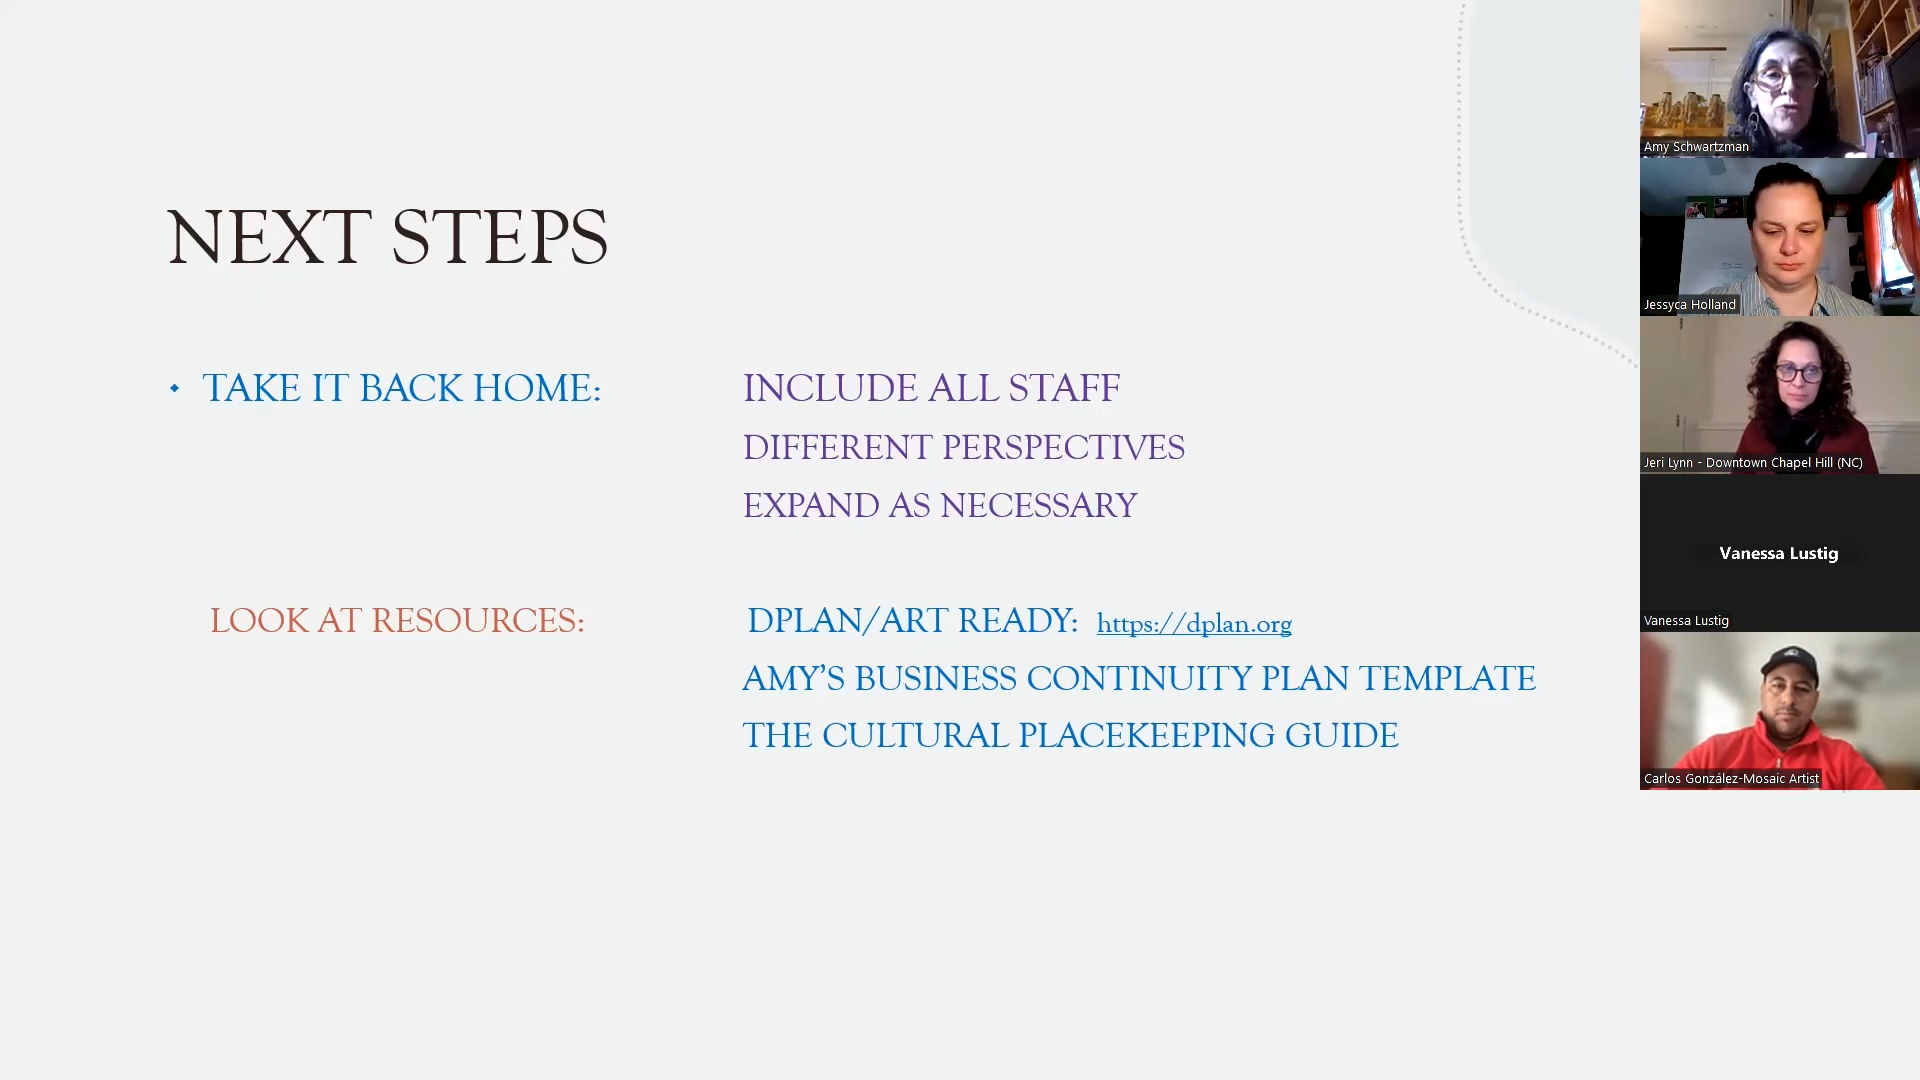 NEXT STEPS
• TAKE IT BACK HOME: INCLUDE ALL STAFF
DIFFERENT PERSPECTIVES
EXPAND AS NECESSARY
LOOK AT RESOURCES: DPLAN/ART READY: https://dplan.org
AMY’S BUSINESS CONTINUITY PLAN TEMPLATE
THE CULTURAL PLACEKEEPING GUIDE
Amy Schwartzman
Jessyca Holland
Jeri Lynn - Downtown Chapel Hill (NC)
Vanessa Lustig
Vanessa Lustig
Carlos González-Mosaic Artist